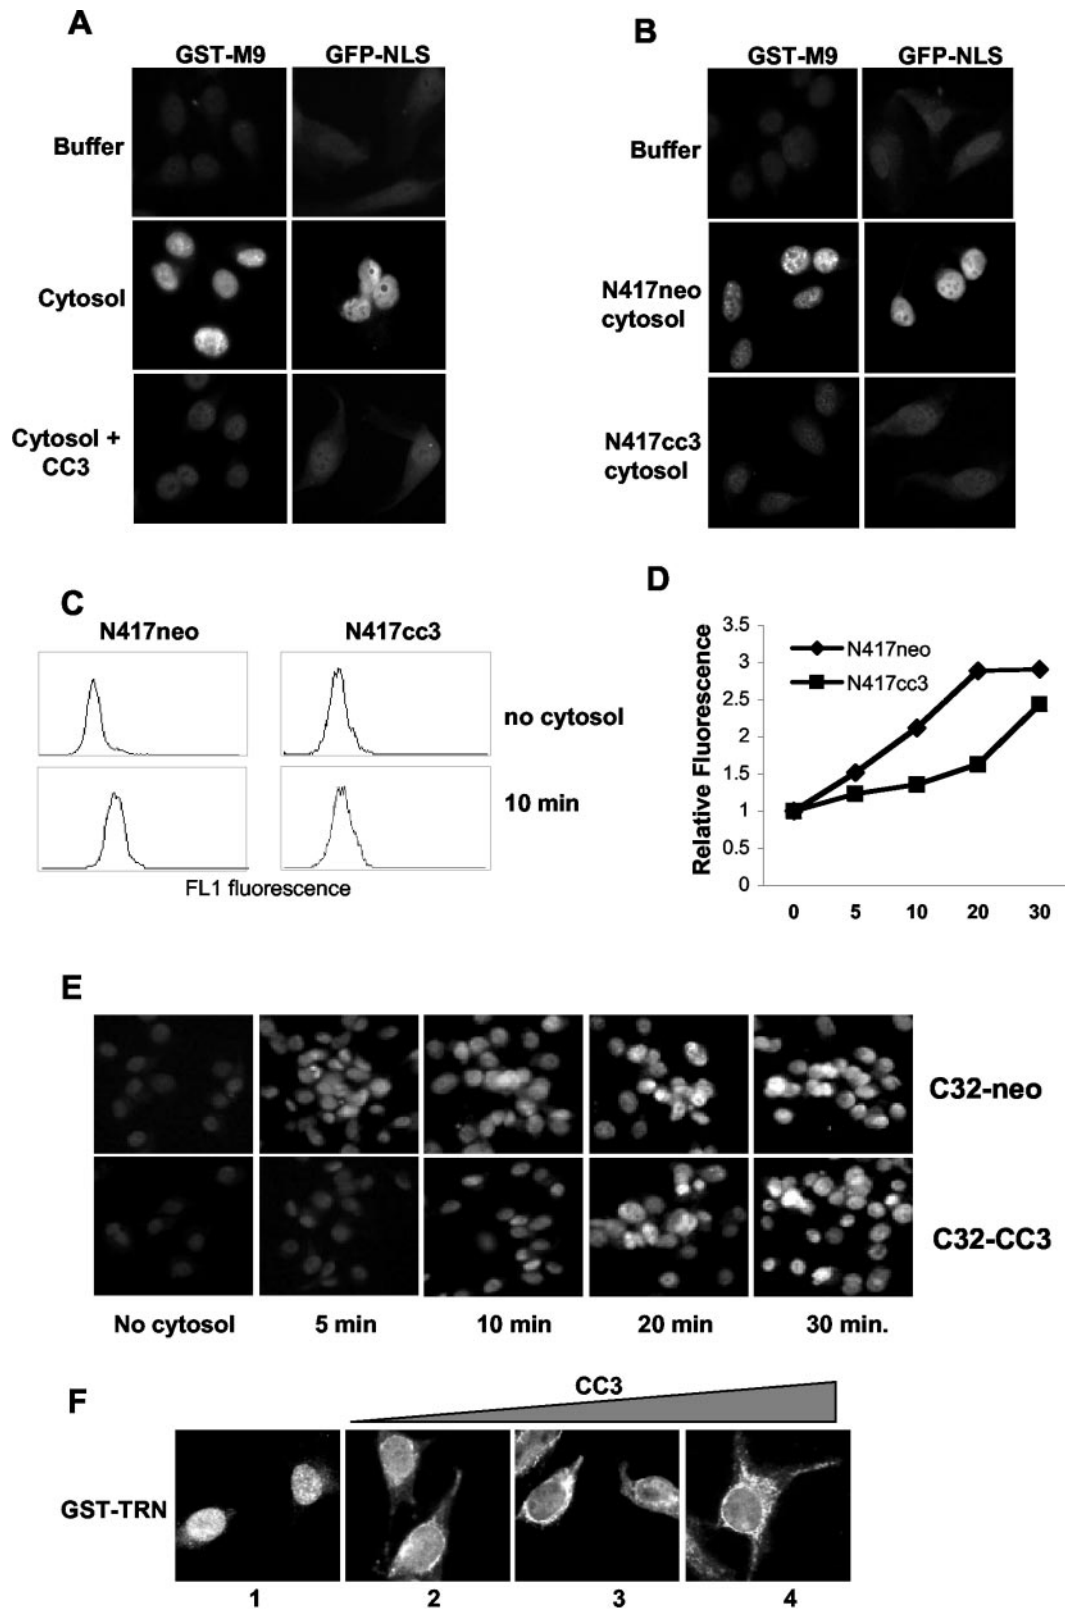 A
GST-M9 GFP-NLS
Buffer
Cytosol
Cytosol +
CC3
B
GST-M9 GFP-NLS
Buffer
N417neo
cytosol
N417cc3
cytosol
C
N417neo N417cc3
no cytosol
10 min
FL1 fluorescence
D
Relative Fluorescence
3.5
3
2.5
2
1.5
1
0.5
0
N417neo
N417cc3
0 5 10 20 30
E
C32-neo
C32-CC3
No cytosol 5 min 10 min 20 min 30 min.
F
CC3
GST-TRN
1 2 3 4